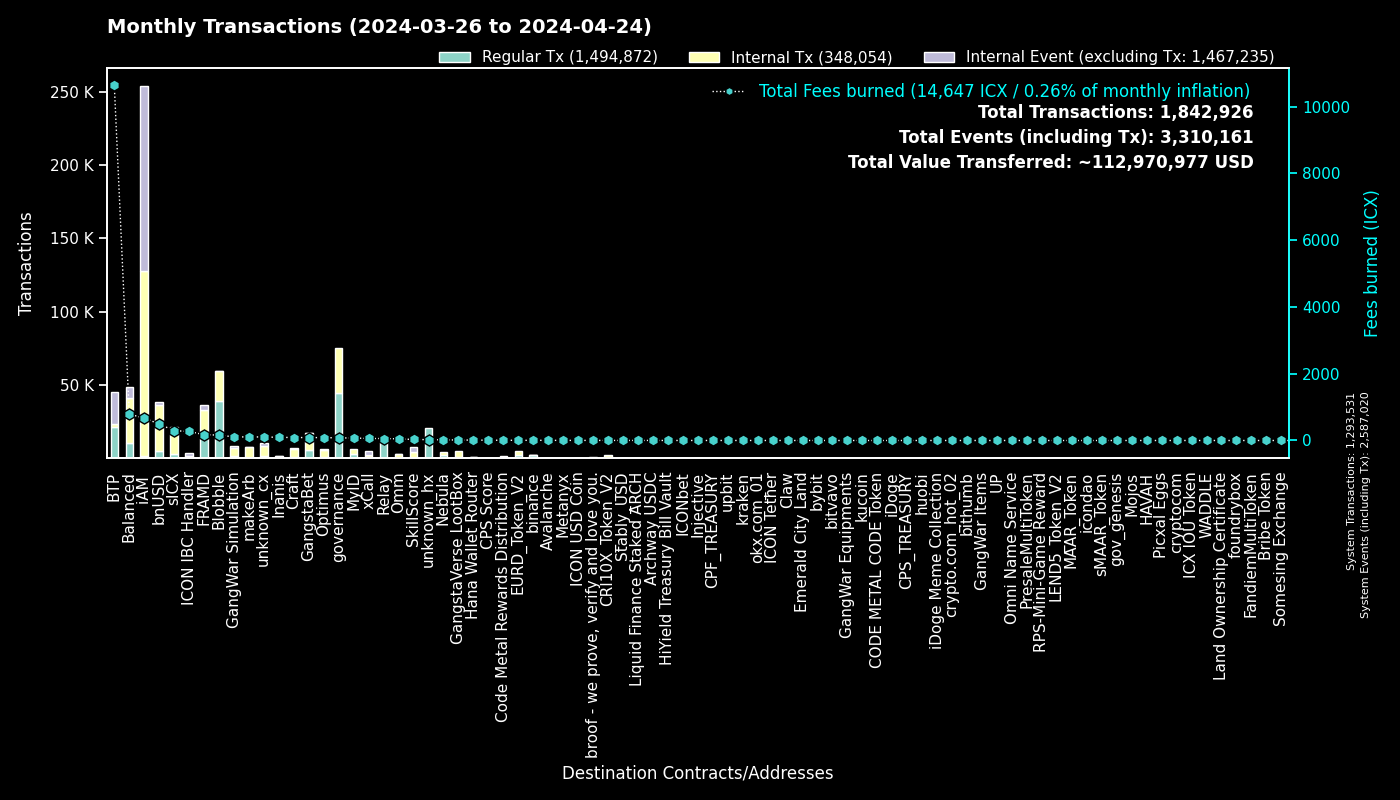 Monthly Transactions (2024-03-26 to 2024-04-24)
Regular Tx (1,494,872)
Internal Tx (348,054)
Internal Event (excluding Tx: 1,467,235)
Total Fees burned (14,647 ICX / 0.26% of monthly inflation)
Total Transactions: 1,842,926
Total Events (including Tx): 3,310,161
Total Value Transferred: ~112,970,977 USD
Transactions
250 K
200 K
150 K
100 K
50 K
10000
8000
6000
4000
2000
0
Fees burned (ICX)
System Transactions: 1,293,531
System Events (including Tx): 2,587,020
BTP
Balanced
iAM
bnUSD
sICX
ICON IBC Handler
FRAMD
Blobble
GangWar Simulation
makeArb
unknown_cx
Inanis
Craft
GangstaBet
Optimus
governance
MyID
xCall
Relay
Omm
SkillScore
unknown_hx
Nebula
GangstaVerse LootBox
Hana Wallet Router
CPS Score
Code Metal Rewards Distribution
EURD_Token_V2
binance
Avalanche
Metanyx
ICON USD Coin
broof - we prove, verify and love you.
CRI10X_Token_V2
Stably_USD
Liquid Finance Staked ARCH
Archway USDC
HiYield Treasury Bill Vault
ICONbet
Injective
CPF_TREASURY
upbit
kraken
okx.com_01
ICON Tether
Claw
Emerald City Land
bybit
bitvavo
GangWar Equipments
kucoin
CODE METAL CODE Token
iDoge
CPS_TREASURY
huobi
iDoge Meme Collection
crypto.com_hot_02
bithumb
GangWar Items
UP
Omni Name Service
PresaleMultiToken
RPS-Mini-Game Reward
LEND5_Token_V2
MAAR_Token
icondao
sMAAR_Token
gov_genesis
Mojos
HAVAH
Picxal Eggs
cryptocom
ICX IOU Token
WADDLE
Land Ownership Certificate
foundrybox
FandiemMultiToken
Bribe Token
Somesing Exchange
Destination Contracts/Addresses